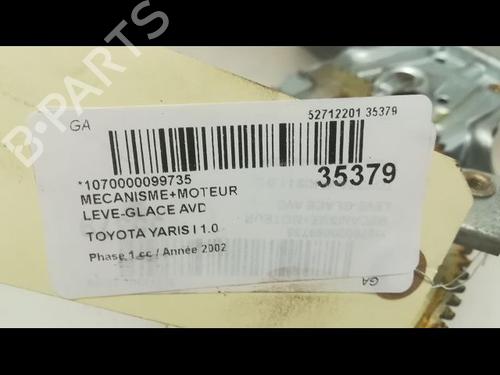 B-PARTS
GA
52712201 35379
*1070000099735
35379
MECANISME+MOTEUR
LEVE-GLACE AVD
TOYOTA YARIS I 1.0
Phase 1 cc / Année 2002
GA